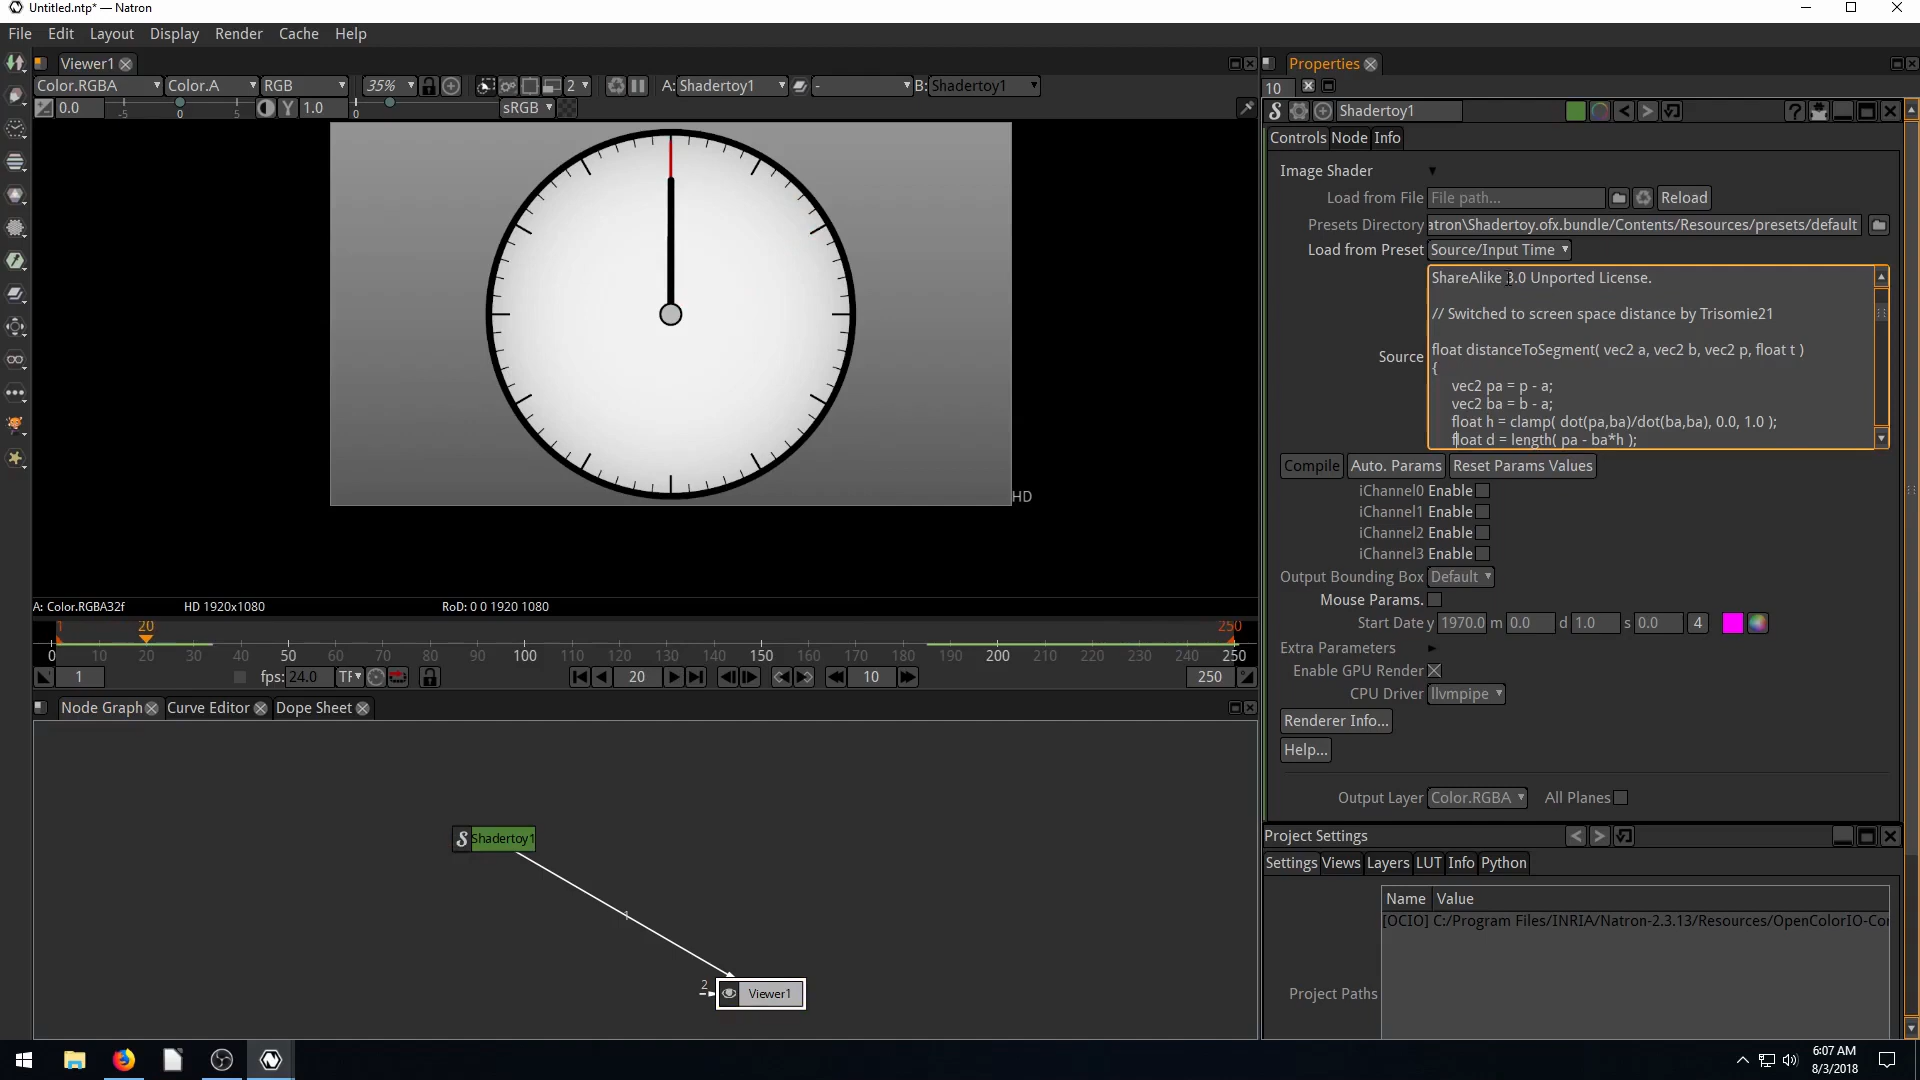 Untitled.ntp* — Natron
File Edit Layout Display Render Cache Help
Viewer1
Color.RGBA Color.A RGB 35% 2 A: Shadertoy1 - B: Shadertoy1
0.0 -5 0 5 Y 1.0 0 sRGB
HD
A: Color.RGBA32f HD 1920x1080 RoD: 0 0 1920 1080
1 20 250
0 10 20 30 40 50 60 70 80 90 100 110 120 130 140 150 160 170 180 190 200 210 220 230 240 250
1 fps: 24.0 TF 20 10 250
Node Graph Curve Editor Dope Sheet
Shadertoy1
1
2
Viewer1
Properties
10
S Shadertoy1 ?
Controls Node Info
Image Shader
Load from File File path... Reload
Presets Directory atron\Shadertoy.ofx.bundle/Contents/Resources/presets/default
Load from Preset Source/Input Time
Source
ShareAlike 3.0 Unported License.
// Switched to screen space distance by Trisomie21
float distanceToSegment( vec2 a, vec2 b, vec2 p, float t )
{
vec2 pa = p - a;
vec2 ba = b - a;
float h = clamp( dot(pa,ba)/dot(ba,ba), 0.0, 1.0 );
float d = length( pa - ba*h );
Compile Auto. Params Reset Params Values
iChannel0 Enable
iChannel1 Enable
iChannel2 Enable
iChannel3 Enable
Output Bounding Box Default
Mouse Params.
Start Date y 1970.0 m 0.0 d 1.0 s 0.0 4
Extra Parameters
Enable GPU Render
CPU Driver llvmpipe
Renderer Info...
Help...
Output Layer Color.RGBA All Planes
Project Settings
Settings Views Layers LUT Info Python
Name Value
[OCIO] C:/Program Files/INRIA/Natron-2.3.13/Resources/OpenColorIO-Co
Project Paths
6:07 AM
8/3/2018